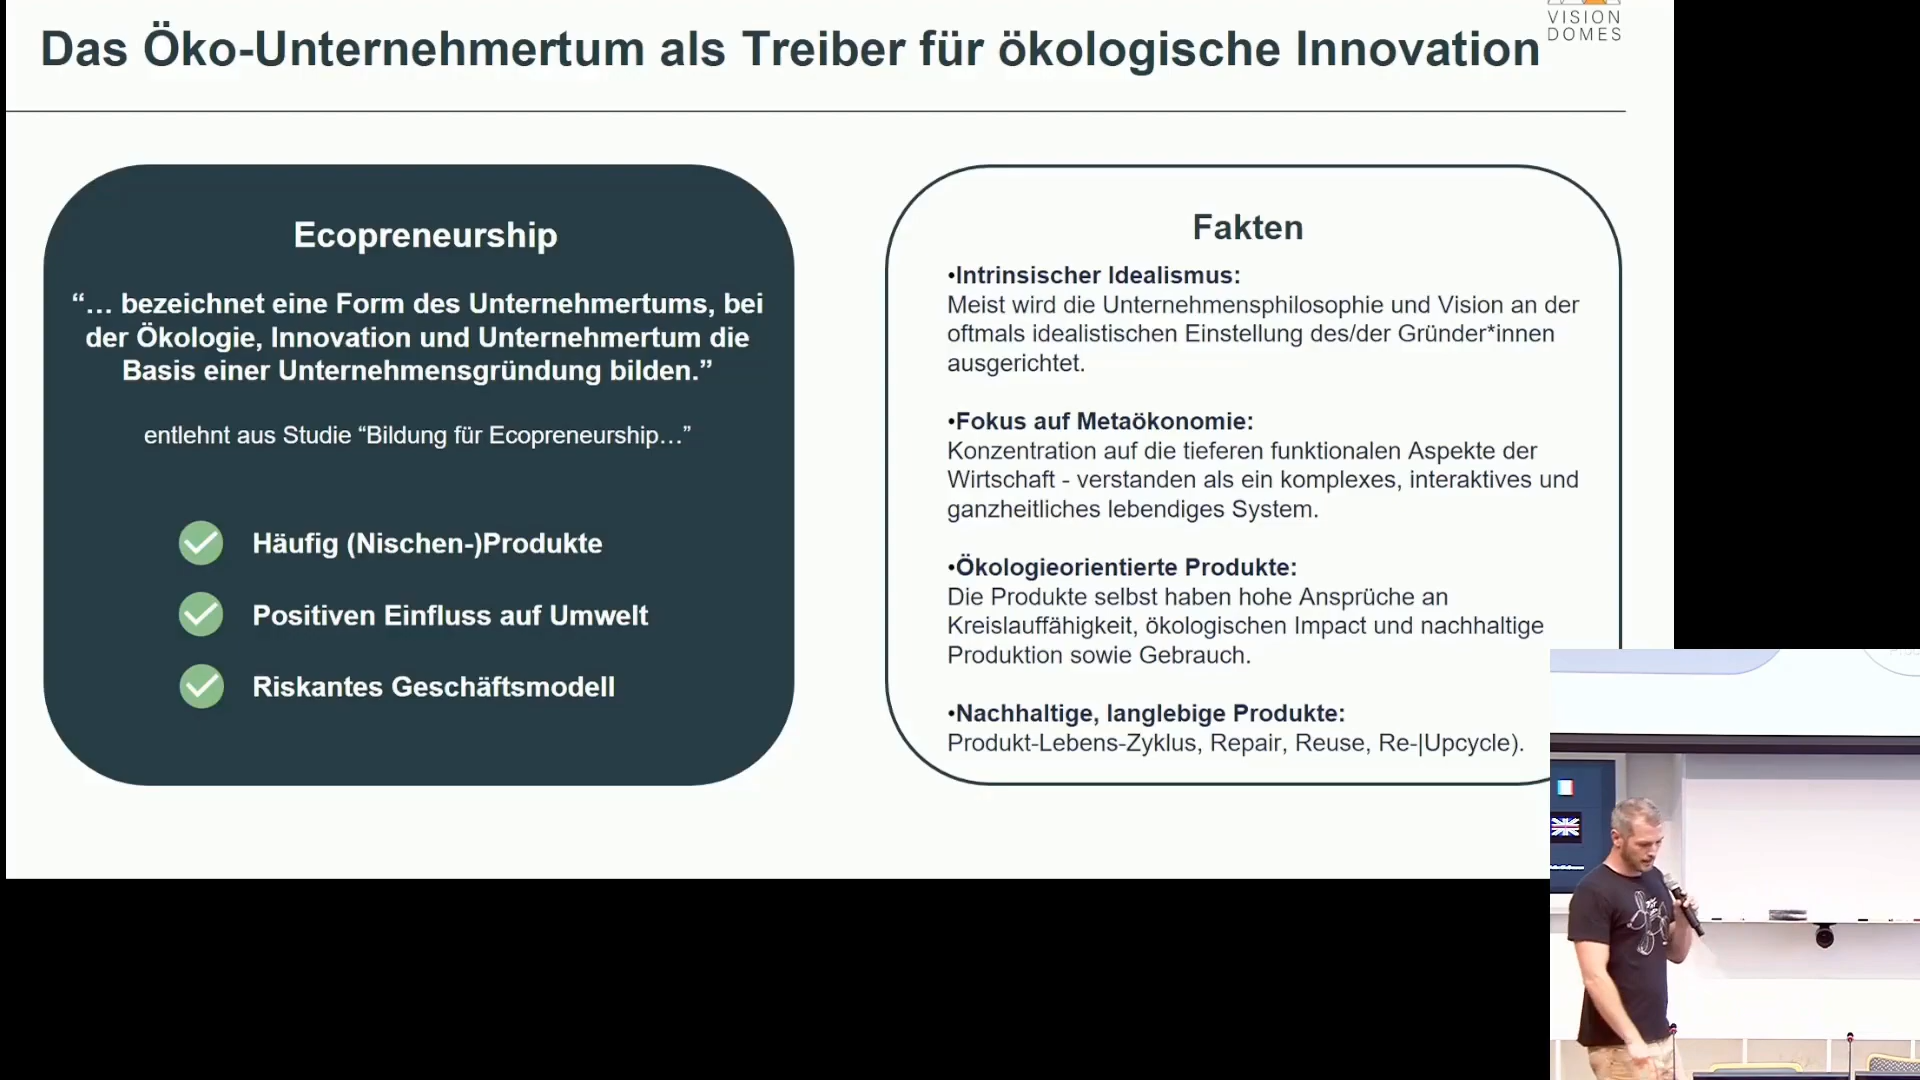 VISION
DOMES
Das Öko-Unternehmertum als Treiber für ökologische Innovation
Ecopreneurship
“… bezeichnet eine Form des Unternehmertums, bei
der Ökologie, Innovation und Unternehmertum die
Basis einer Unternehmensgründung bilden.”
entlehnt aus Studie “Bildung für Ecopreneurship…”
Häufig (Nischen-)Produkte
Positiven Einfluss auf Umwelt
Riskantes Geschäftsmodell
Fakten
•Intrinsischer Idealismus:
Meist wird die Unternehmensphilosophie und Vision an der
oftmals idealistischen Einstellung des/der Gründer*innen
ausgerichtet.
•Fokus auf Metaökonomie:
Konzentration auf die tieferen funktionalen Aspekte der
Wirtschaft - verstanden als ein komplexes, interaktives und
ganzheitliches lebendiges System.
•Ökologieorientierte Produkte:
Die Produkte selbst haben hohe Ansprüche an
Kreislauffähigkeit, ökologischen Impact und nachhaltige
Produktion sowie Gebrauch.
•Nachhaltige, langlebige Produkte:
Produkt-Lebens-Zyklus, Repair, Reuse, Re-|Upcycle).